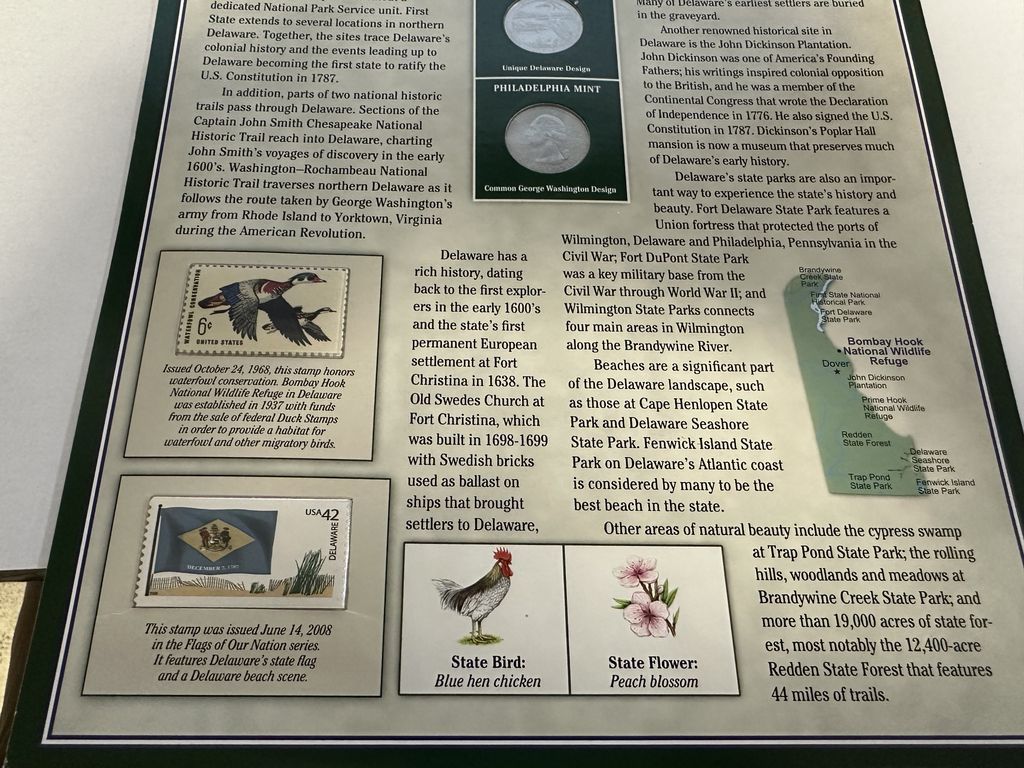 dedicated National Park Service unit. First
State extends to several locations in northern
Delaware. Together, the sites trace Delaware's
colonial history and the events leading up to
Delaware becoming the first state to ratify the
U.S. Constitution in 1787.
In addition, parts of two national historic
trails pass through Delaware. Sections of the
Captain John Smith Chesapeake National
Historic Trail reach into Delaware, charting
John Smith's voyages of discovery in the early
1600's. Washington–Rochambeau National
Historic Trail traverses northern Delaware as it
follows the route taken by George Washington's
army from Rhode Island to Yorktown, Virginia
during the American Revolution.
Unique Delaware Design
PHILADELPHIA MINT
Common George Washington Design
Many of Delaware's earliest settlers are buried
in the graveyard.
Another renowned historical site in
Delaware is the John Dickinson Plantation.
John Dickinson was one of America's Founding
Fathers; his writings inspired colonial opposition
to the British, and he was a member of the
Continental Congress that wrote the Declaration
of Independence in 1776. He also signed the U.S.
Constitution in 1787. Dickinson's Poplar Hall
mansion is now a museum that preserves much
of Delaware's early history.
Delaware's state parks are also an impor-
tant way to experience the state's history and
beauty. Fort Delaware State Park features a
Union fortress that protected the ports of
Wilmington, Delaware and Philadelphia, Pennsylvania in the
Civil War; Fort DuPont State Park
was a key military base from the
Civil War through World War II; and
Wilmington State Parks connects
four main areas in Wilmington
along the Brandywine River.
Beaches are a significant part
of the Delaware landscape, such
as those at Cape Henlopen State
Park and Delaware Seashore
State Park. Fenwick Island State
Park on Delaware's Atlantic coast
is considered by many to be the
best beach in the state.
Other areas of natural beauty include the cypress swamp
at Trap Pond State Park; the rolling
hills, woodlands and meadows at
Brandywine Creek State Park; and
more than 19,000 acres of state for-
est, most notably the 12,400-acre
Redden State Forest that features
44 miles of trails.
Delaware has a
rich history, dating
back to the first explor-
ers in the early 1600's
and the state's first
permanent European
settlement at Fort
Christina in 1638. The
Old Swedes Church at
Fort Christina, which
was built in 1698-1699
with Swedish bricks
used as ballast on
ships that brought
settlers to Delaware,
WATERFOWL CONSERVATION
6¢
UNITED STATES
Issued October 24, 1968, this stamp honors
waterfowl conservation. Bombay Hook
National Wildlife Refuge in Delaware
was established in 1937 with funds
from the sale of federal Duck Stamps
in order to provide a habitat for
waterfowl and other migratory birds.
USA 42
DELAWARE
DECEMBER 7, 1787
This stamp was issued June 14, 2008
in the Flags of Our Nation series.
It features Delaware's state flag
and a Delaware beach scene.
State Bird:
Blue hen chicken
State Flower:
Peach blossom
Brandywine
Creek State
Park
First State National
Historical Park
Fort Delaware
State Park
Bombay Hook
National Wildlife
Refuge
Dover
John Dickinson
Plantation
Prime Hook
National Wildlife
Refuge
Redden
State Forest
Delaware
Seashore
State Park
Trap Pond
State Park
Fenwick Island
State Park